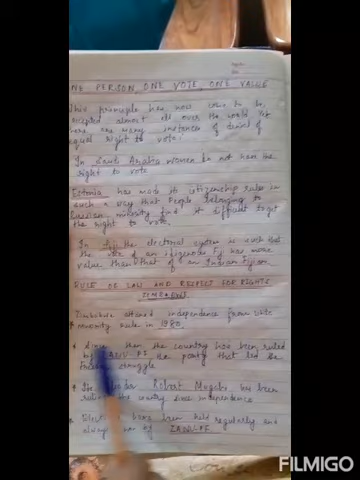 ONE PERSON, ONE VOTE, ONE VALUE
This principle has now come to be
accepted almost all over the world. Yet
there are many instances of denial of
equal right to vote.
In Saudi Arabia women do not have the
right to vote
Estonia has made its citizenship rules in
such a way that people belonging to
Russian minority find it difficult to get
the right to vote.
In Fiji the electoral system is such that
the vote of an indigenous Fiji has more
value than that of an Indian Fijian.
RULE OF LAW AND RESPECT FOR RIGHTS
ZIMBABWE
Zimbabwe attained independence from
minority rule in 1980.
Since then the country has been ruled
by ZANU PF the party that led the
freedom struggle
Its leader Robert Mugabe has been
ruling the country since independence
Elections have been held regularly and
always won by ZANU-PF.
FILMIGO